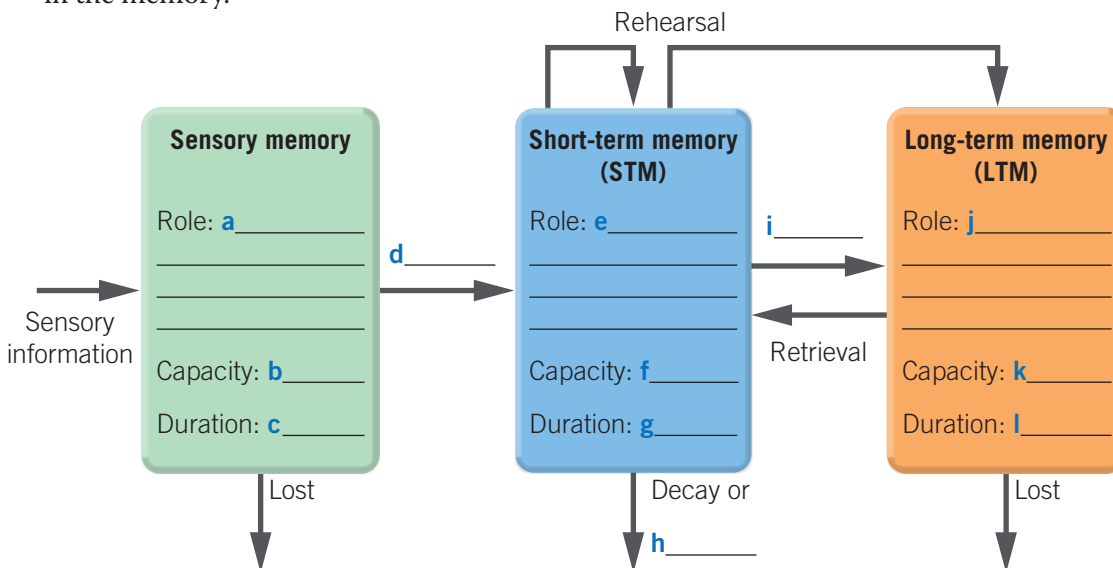 in the memory.
Rehearsal
Sensory memory
Role: a
Capacity: b
Duration: c
Sensory
information
Lost
d
Short-term memory
(STM)
Role: e
Capacity: f
Duration: g
Decay or
h
i
Retrieval
Long-term memory
(LTM)
Role: j
Capacity: k
Duration: l
Lost